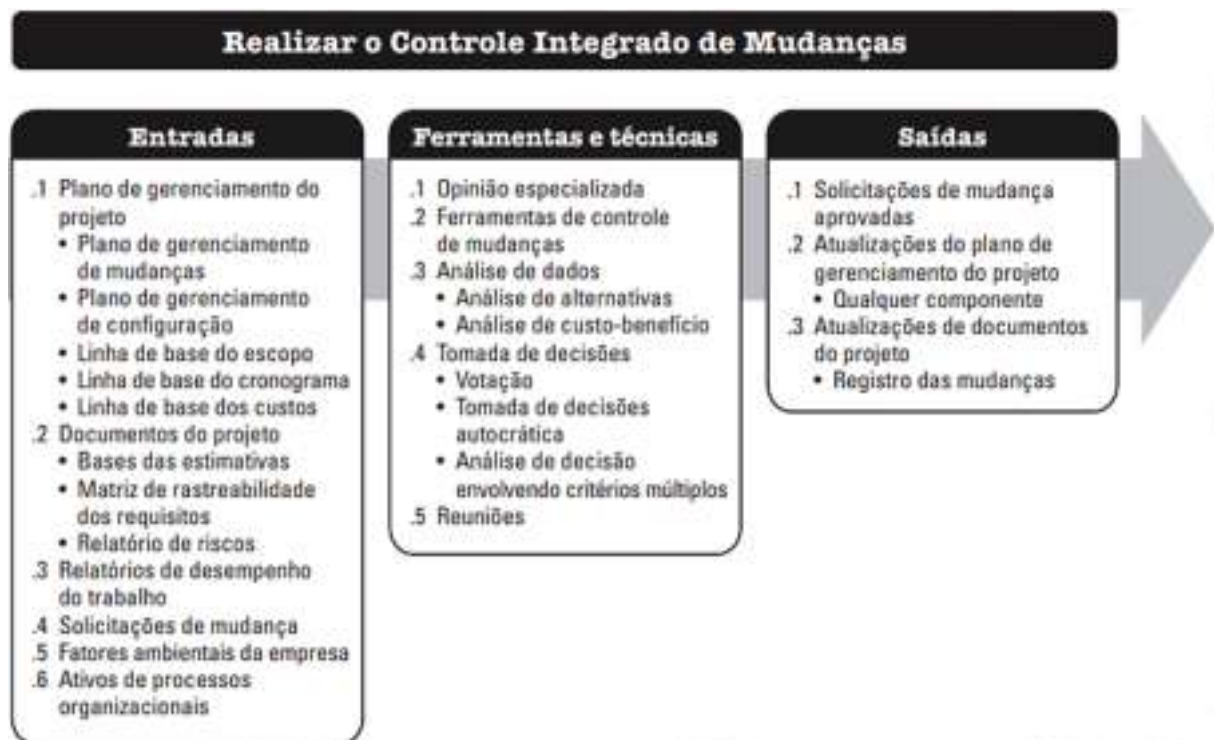 Realizar o Controle Integrado de Mudanças
Entradas
.1 Plano de gerenciamento do
projeto
• Plano de gerenciamento
de mudanças
• Plano de gerenciamento
de configuração
• Linha de base do escopo
• Linha de base do cronograma
• Linha de base dos custos
.2 Documentos do projeto
• Bases das estimativas
• Matriz de rastreabilidade
dos requisitos
• Relatório de riscos
.3 Relatórios de desempenho
do trabalho
.4 Solicitações de mudança
.5 Fatores ambientais da empresa
.6 Ativos de processos
organizacionais
Ferramentas e técnicas
.1 Opinião especializada
.2 Ferramentas de controle
de mudanças
.3 Análise de dados
• Análise de alternativas
• Análise de custo-benefício
.4 Tomada de decisões
• Votação
• Tomada de decisões
autocrática
• Análise de decisão
envolvendo critérios múltiplos
.5 Reuniões
Saídas
.1 Solicitações de mudança
aprovadas
.2 Atualizações do plano de
gerenciamento do projeto
• Qualquer componente
.3 Atualizações de documentos
do projeto
• Registro das mudanças